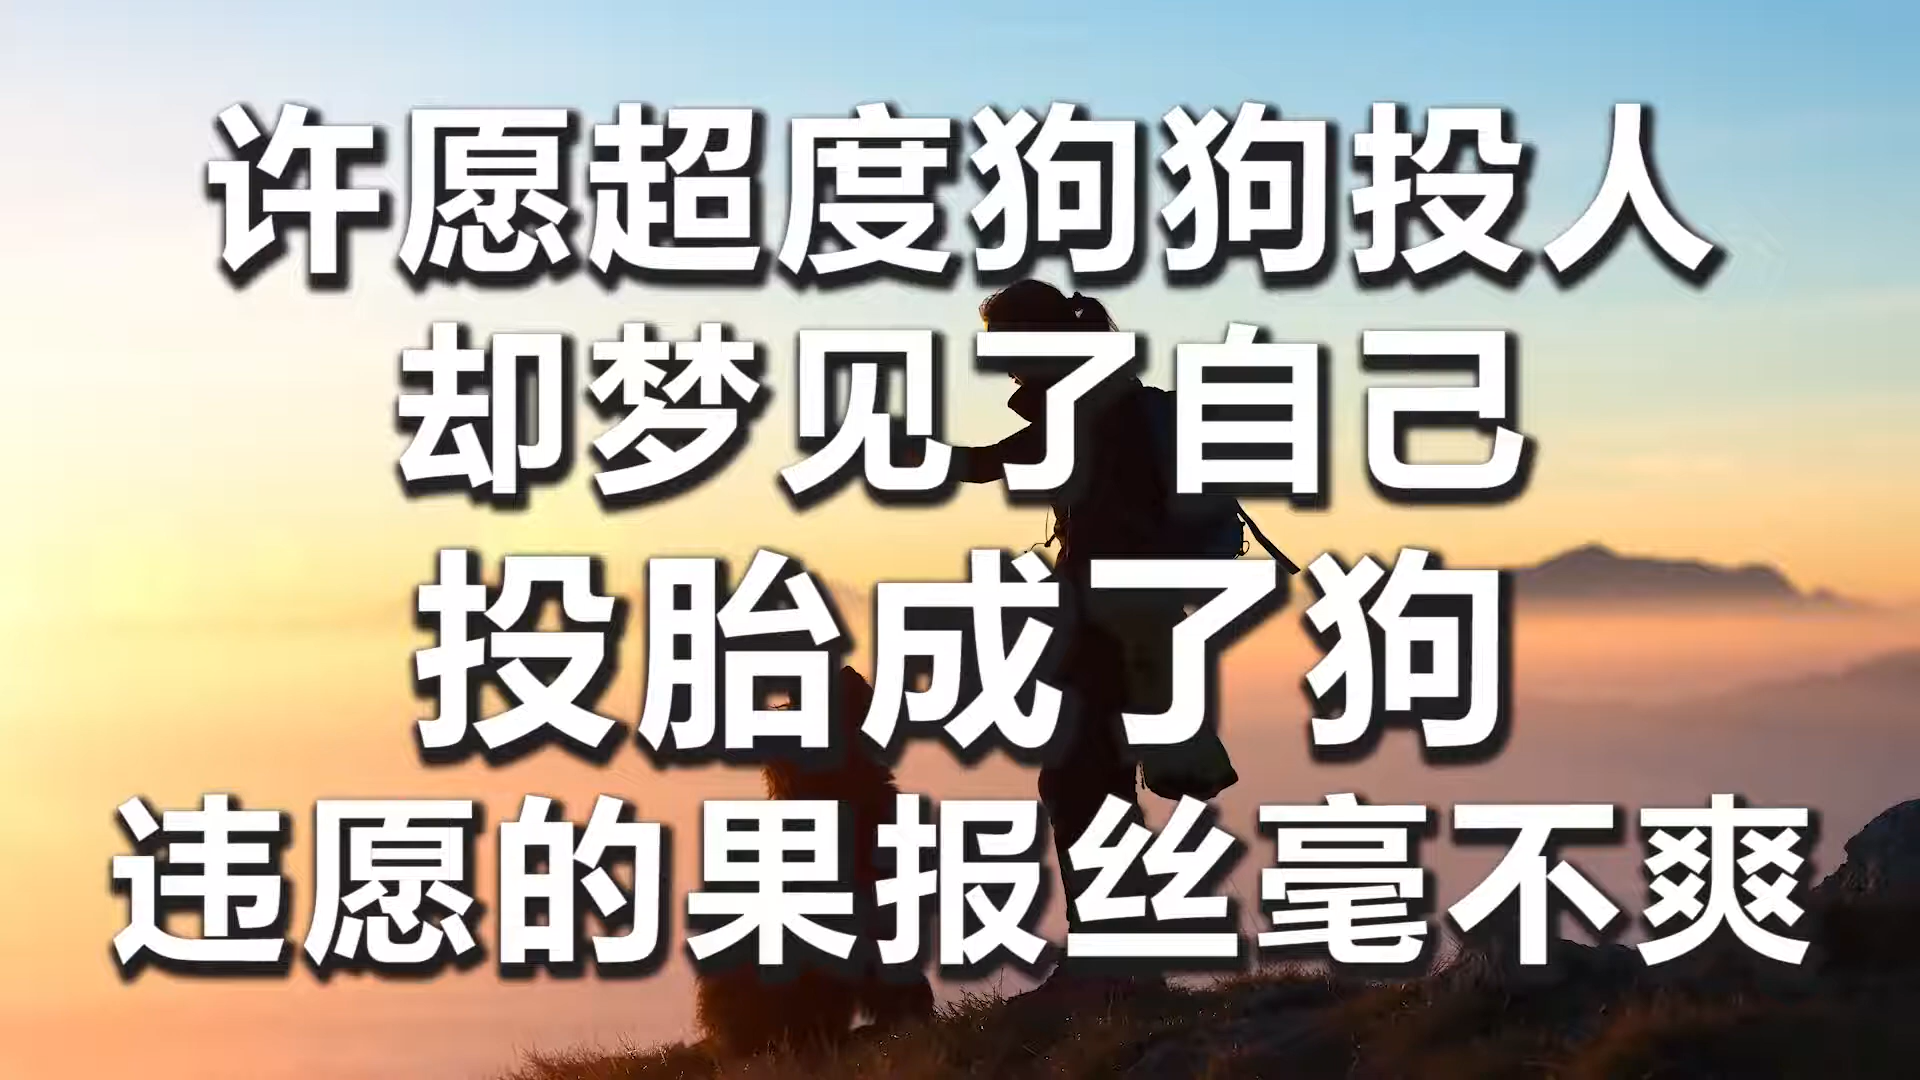 许愿超度狗狗投人
却梦见了自己
投胎成了狗
违愿的果报丝毫不爽